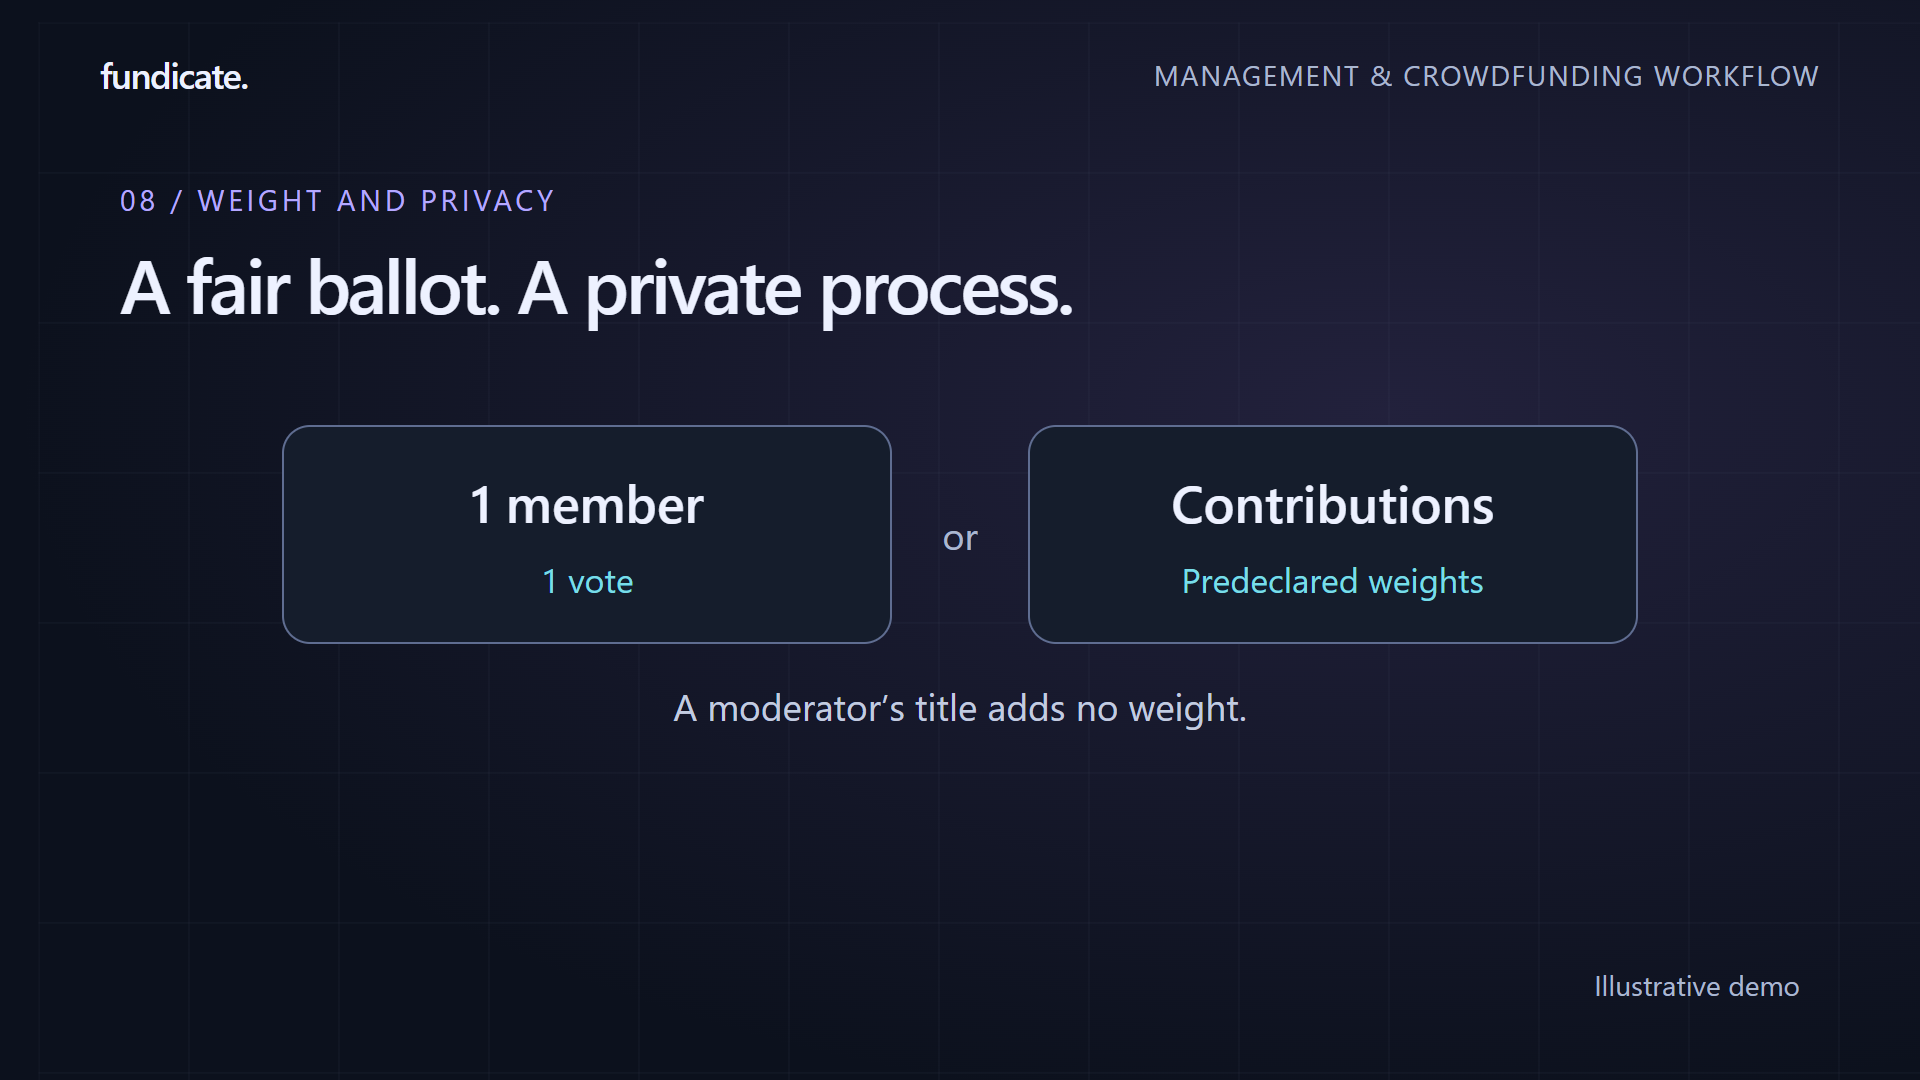 fundicate.
MANAGEMENT & CROWDFUNDING WORKFLOW
08 / WEIGHT AND PRIVACY
A fair ballot. A private process.
1 member
1 vote
or
Contributions
Predeclared weights
A moderator’s title adds no weight.
Illustrative demo